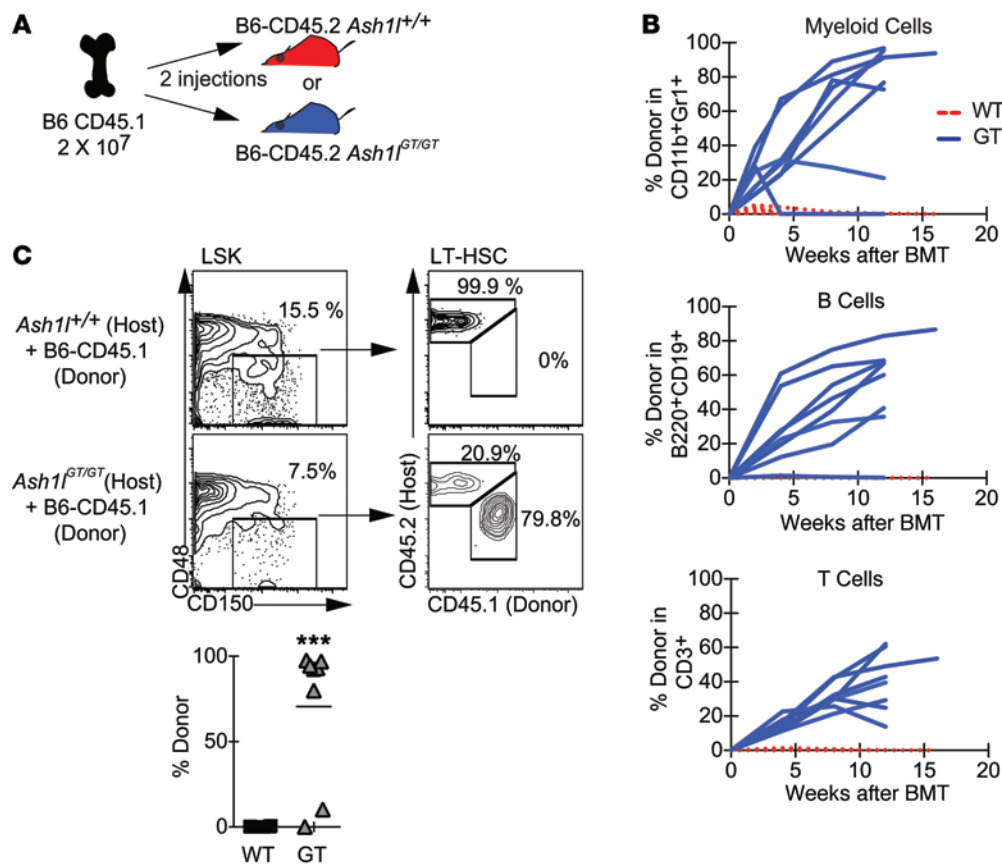 A
B6 CD45.1
2 X 10⁷
2 injections
B6-CD45.2 Ash1l+/+
or
B6-CD45.2 Ash1lGT/GT
B
Myeloid Cells
% Donor in
CD11b+Gr1+
100
80
60
40
20
0
0 5 10 15 20
Weeks after BMT
WT
GT
B Cells
% Donor in
B220+CD19+
100
80
60
40
20
0
0 5 10 15 20
Weeks after BMT
T Cells
% Donor in
CD3+
100
80
60
40
20
0
0 5 10 15 20
Weeks after BMT
C
LSK
LT-HSC
Ash1l+/+ (Host)
+ B6-CD45.1
(Donor)
15.5 %
99.9 %
0%
Ash1lGT/GT(Host)
+ B6-CD45.1
(Donor)
7.5%
20.9%
79.8%
CD48
CD150
CD45.2 (Host)
CD45.1 (Donor)
% Donor
100
50
0
***
WT GT